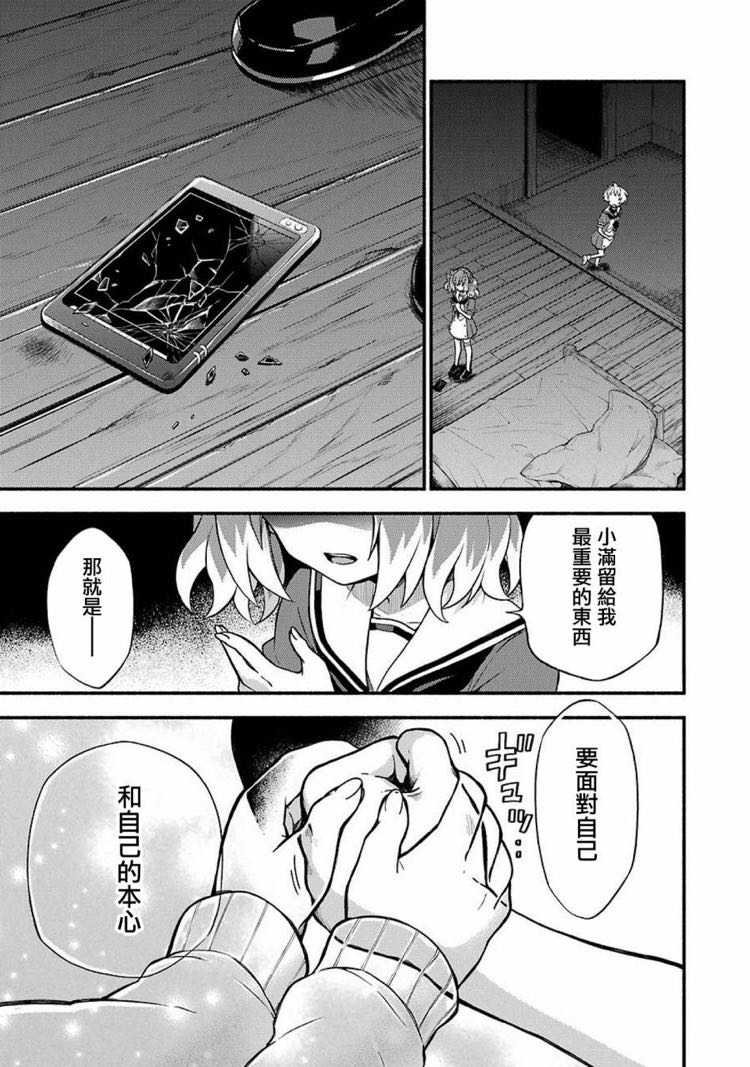 小滿留給我
最重要的東西
那就是──
要面對自己
ギュッ‥
和自己的本心